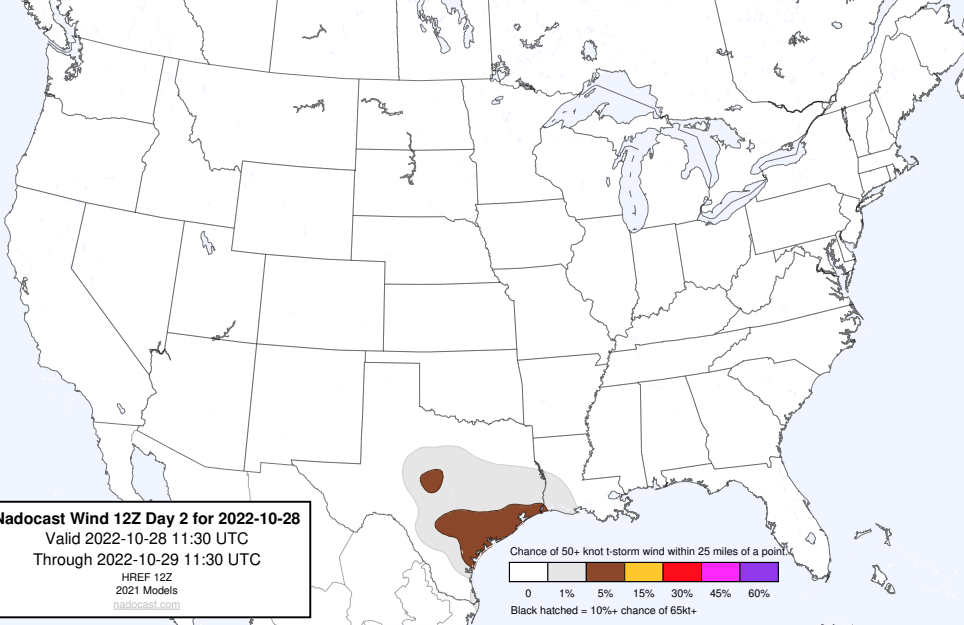 Nadocast Wind 12Z Day 2 for 2022-10-28
Valid 2022-10-28 11:30 UTC
Through 2022-10-29 11:30 UTC
HREF 12Z
2021 Models
nadocast.com
Chance of 50+ knot t-storm wind within 25 miles of a point.
0 1% 5% 15% 30% 45% 60%
Black hatched = 10%+ chance of 65kt+